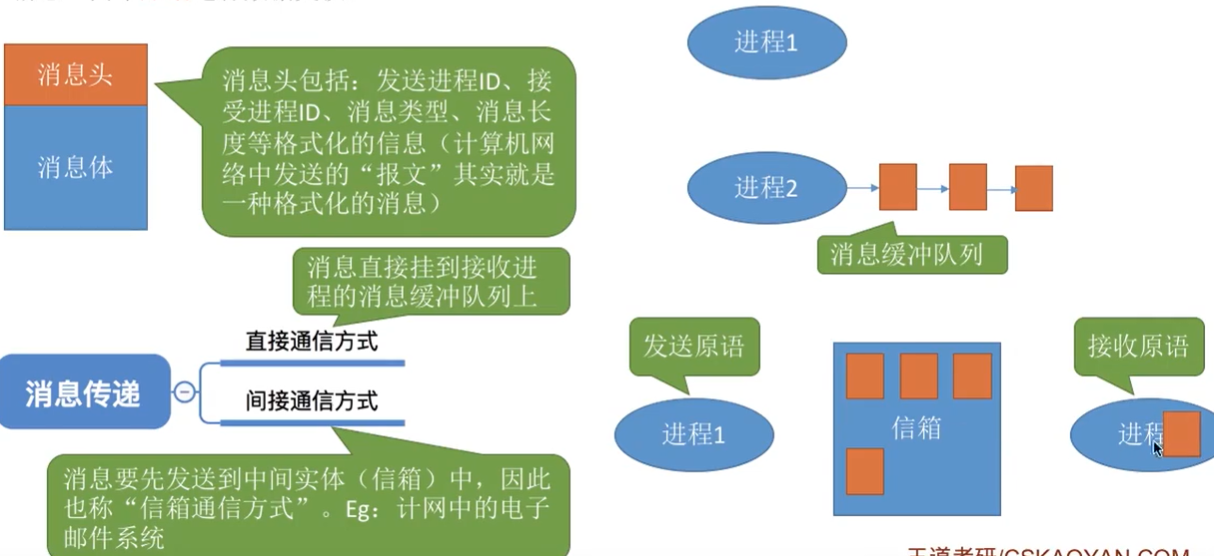 消息头
消息体
消息头包括：发送进程ID、接
受进程ID、消息类型、消息长
度等格式化的信息（计算机网
络中发送的“报文”其实就是
一种格式化的消息）
进程1
进程2
消息缓冲队列
消息直接挂到接收进
程的消息缓冲队列上
直接通信方式
消息传递
间接通信方式
消息要先发送到中间实体（信箱）中，因此
也称“信箱通信方式”。Eg：计网中的电子
邮件系统
发送原语
进程1
信箱
接收原语
进程
王道考研/CSKAOYAN.COM